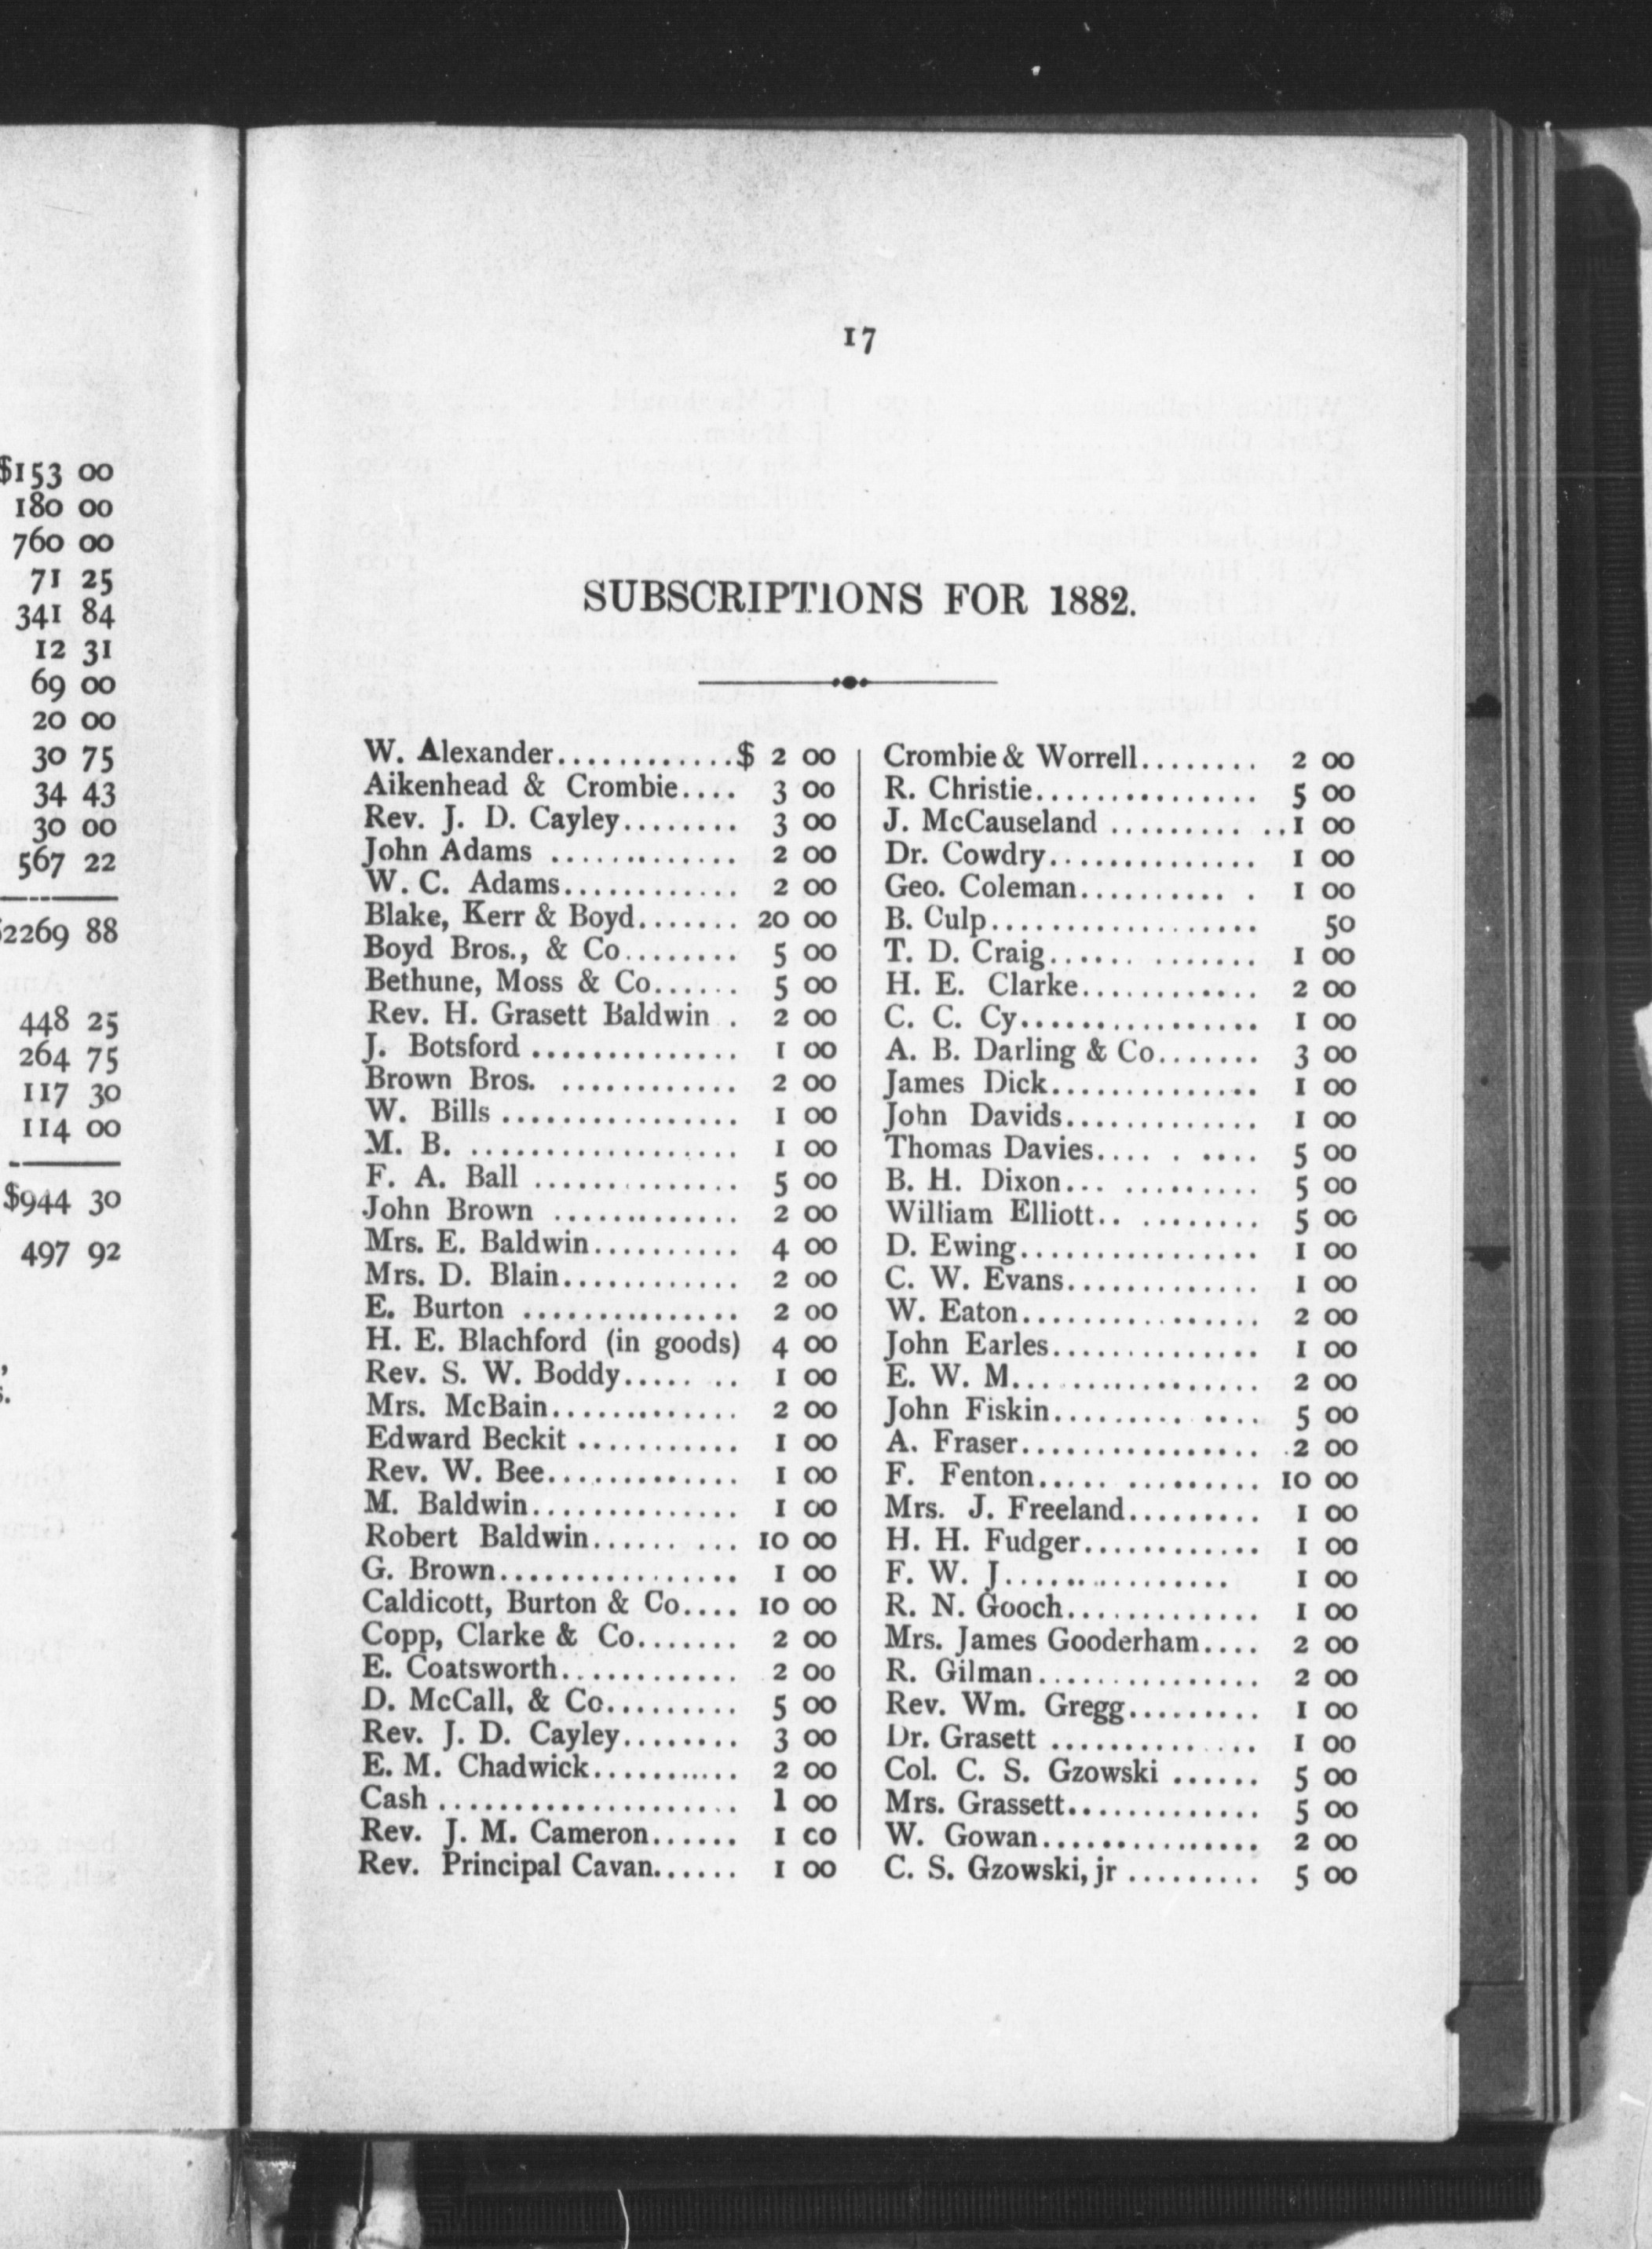 $153 00
180 00
760 00
71 25
341 84
12 31
69 00
20 00
30 75
34 43
30 00
567 22
2269 88
448 25
264 75
117 30
114 00
$944 30
497 92
17
SUBSCRIPTIONS FOR 1882.
W. Alexander.............$ 2 00
Aikenhead & Crombie.... 3 00
Rev. J. D. Cayley........ 3 00
John Adams ............. 2 00
W. C. Adams............ 2 00
Blake, Kerr & Boyd....... 20 00
Boyd Bros., & Co........ 5 00
Bethune, Moss & Co...... 5 00
Rev. H. Grasett Baldwin . 2 00
J. Botsford .............. 1 00
Brown Bros. ............ 2 00
W. Bills ................ 1 00
M. B. .................. 1 00
F. A. Ball .............. 5 00
John Brown ............ 2 00
Mrs. E. Baldwin.......... 4 00
Mrs. D. Blain............ 2 00
E. Burton .............. 2 00
H. E. Blachford (in goods) 4 00
Rev. S. W. Boddy..... .. 1 00
Mrs. McBain............. 2 00
Edward Beckit ........... 1 00
Rev. W. Bee............. 1 00
M. Baldwin.............. 1 00
Robert Baldwin...... ... 10 00
G. Brown................ 1 00
Caldicott, Burton & Co.... 10 00
Copp, Clarke & Co....... 2 00
E. Coatsworth............ 2 00
D. McCall, & Co......... 5 00
Rev. J. D. Cayley........ 3 00
E. M. Chadwick.......... 2 00
Cash .................... 1 00
Rev. J. M. Cameron...... 1 00
Rev. Principal Cavan...... 1 00
Crombie & Worrell........ 2 00
R. Christie............... 5 00
J. McCauseland ......... ..1 00
Dr. Cowdry.............. 1 00
Geo. Coleman.......... . 1 00
B. Culp.................. 50
T. D. Craig...... ....... 1 00
H. E. Clarke............ 2 00
C. C. Cy................ 1 00
A. B. Darling & Co....... 3 00
James Dick.............. 1 00
John Davids............. 1 00
Thomas Davies.... . .... 5 00
B. H. Dixon... ......... 5 00
William Elliott.. ........ 5 00
D. Ewing................ 1 00
C. W. Evans............. 1 00
W. Eaton................ 2 00
John Earles.............. 1 00
E. W. M................. 2 00
John Fiskin......... .... 5 00
A. Fraser................ 2 00
F. Fenton..... ......... 10 00
Mrs. J. Freeland......... 1 00
H. H. Fudger............ 1 00
F. W. J............... 1 00
R. N. Gooch............. 1 00
Mrs. James Gooderham.... 2 00
R. Gilman............... 2 00
Rev. Wm. Gregg......... 1 00
Dr. Grasett .............. 1 00
Col. C. S. Gzowski ...... 5 00
Mrs. Grassett............. 5 00
W. Gowan............... 2 00
C. S. Gzowski, jr ......... 5 00